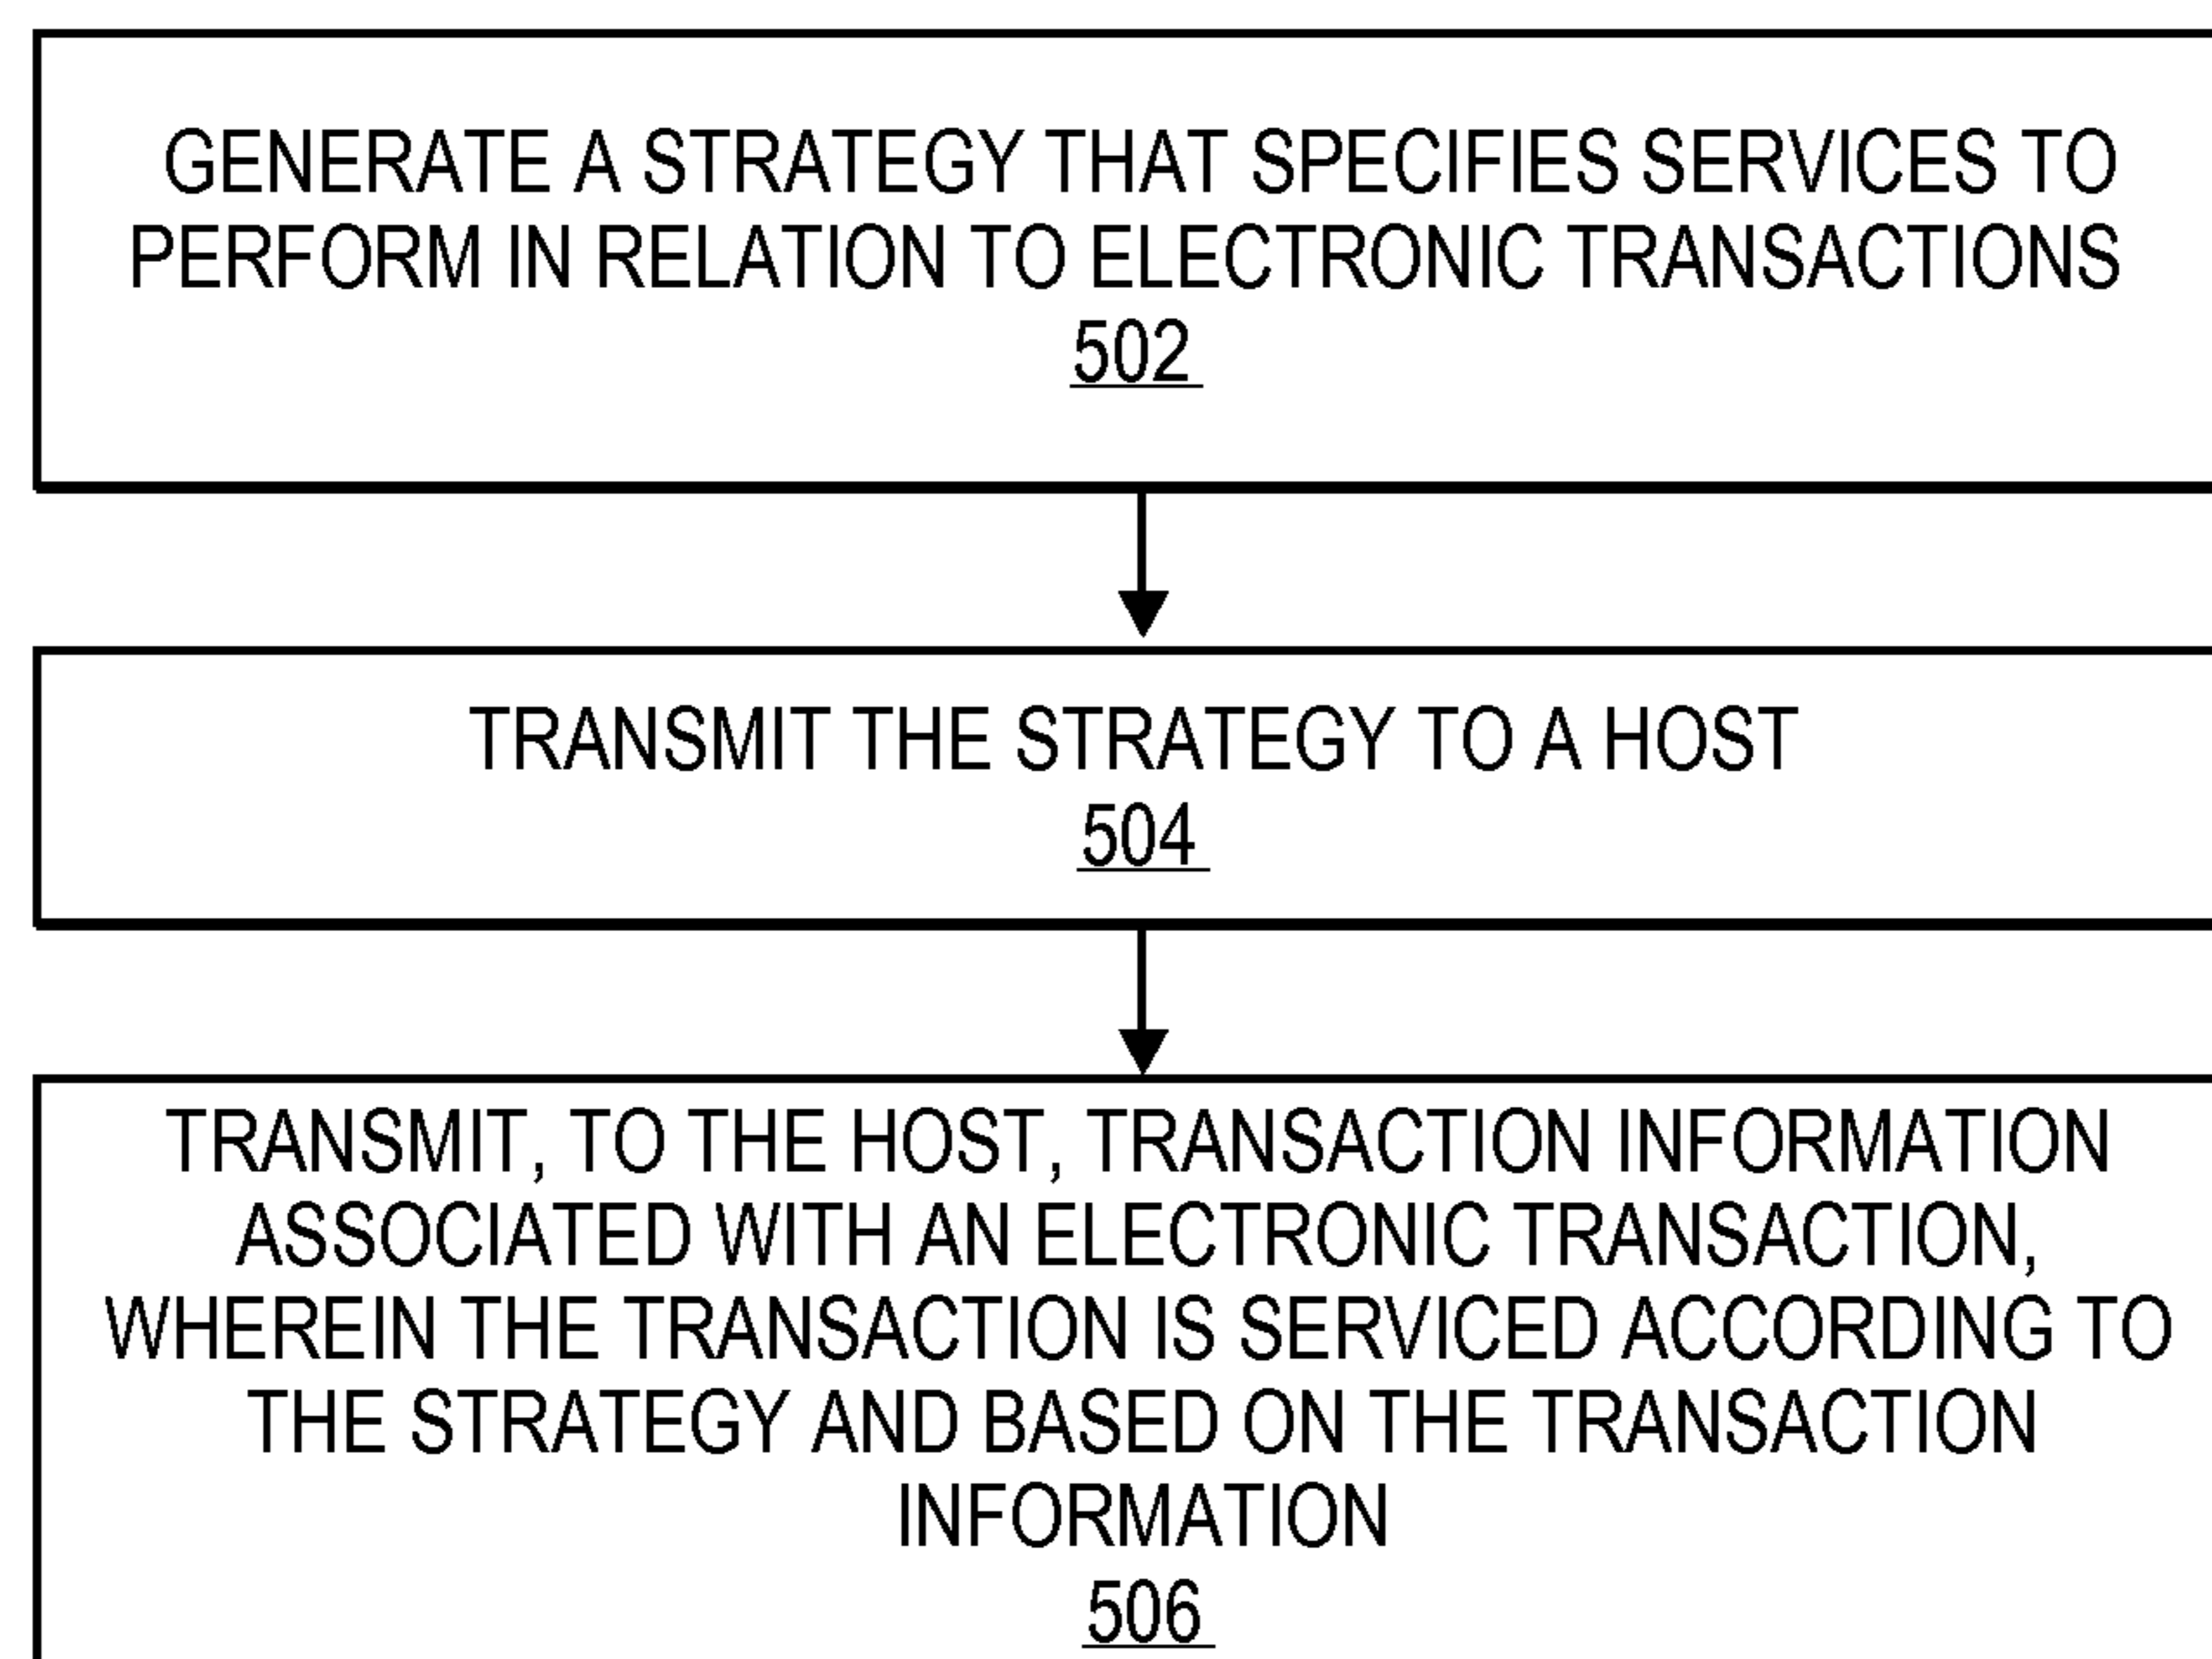 GENERATE A STRATEGY THAT SPECIFIES SERVICES TO
PERFORM IN RELATION TO ELECTRONIC TRANSACTIONS
502
TRANSMIT THE STRATEGY TO A HOST
504
TRANSMIT, TO THE HOST, TRANSACTION INFORMATION
ASSOCIATED WITH AN ELECTRONIC TRANSACTION,
WHEREIN THE TRANSACTION IS SERVICED ACCORDING TO
THE STRATEGY AND BASED ON THE TRANSACTION
INFORMATION
506